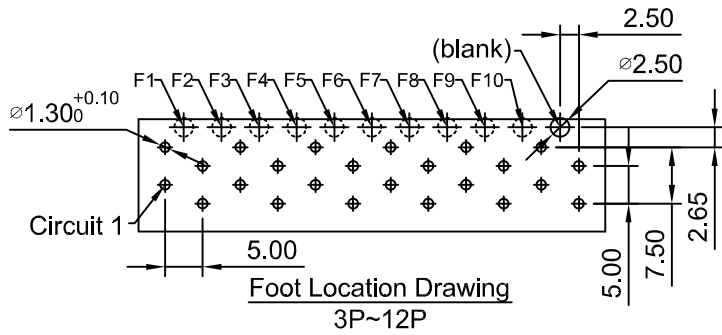 2.50
(blank)
F1 F2 F3 F4 F5 F6 F7 F8 F9 F10
⌀2.50
⌀1.30 +0.10 0
Circuit 1
5.00
5.00
7.50
2.65
Foot Location Drawing
3P~12P